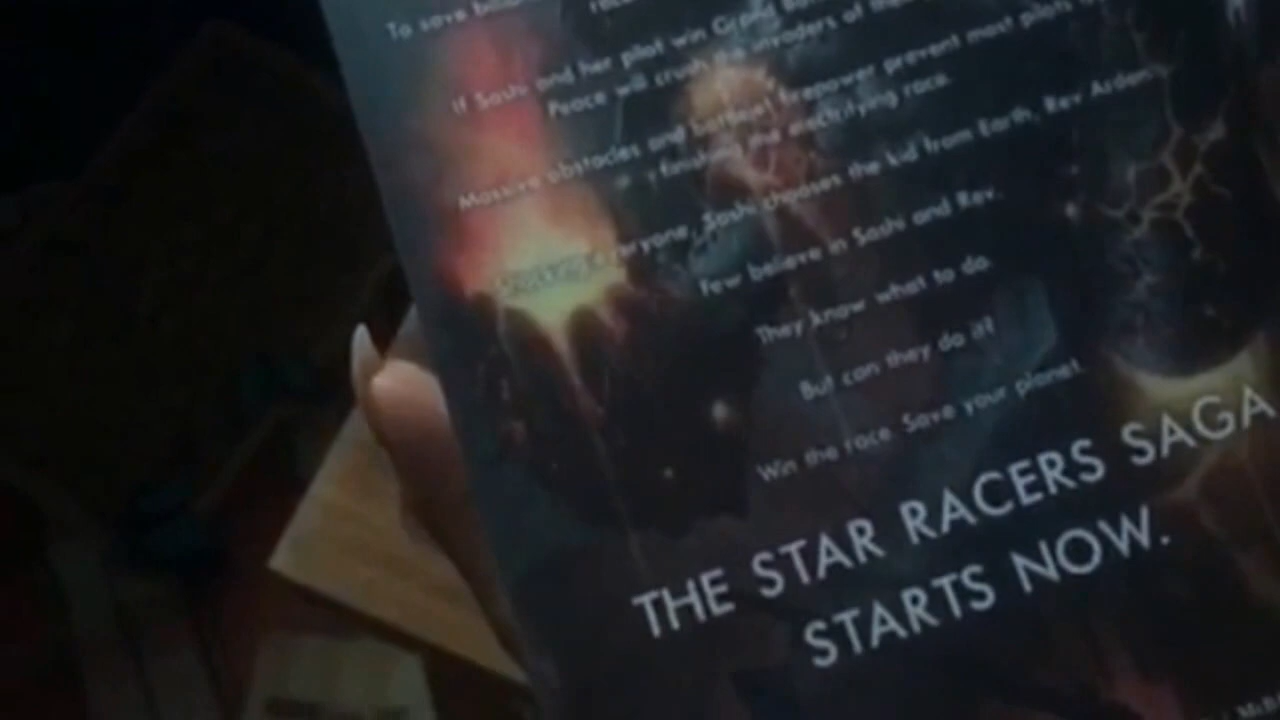 To save
If Sashi and her pilot win Grand
Peace will crush the invaders of
Massive obstacles and Sentinel firepower prevent most pilots
finishing the electrifying race.
Shocking everyone, Sashi chooses the kid from Earth, Rev Arden.
Few believe in Sashi and Rev.
They know what to do.
But can they do it?
Win the race. Save your planet.
THE STAR RACERS SAGA
STARTS NOW.